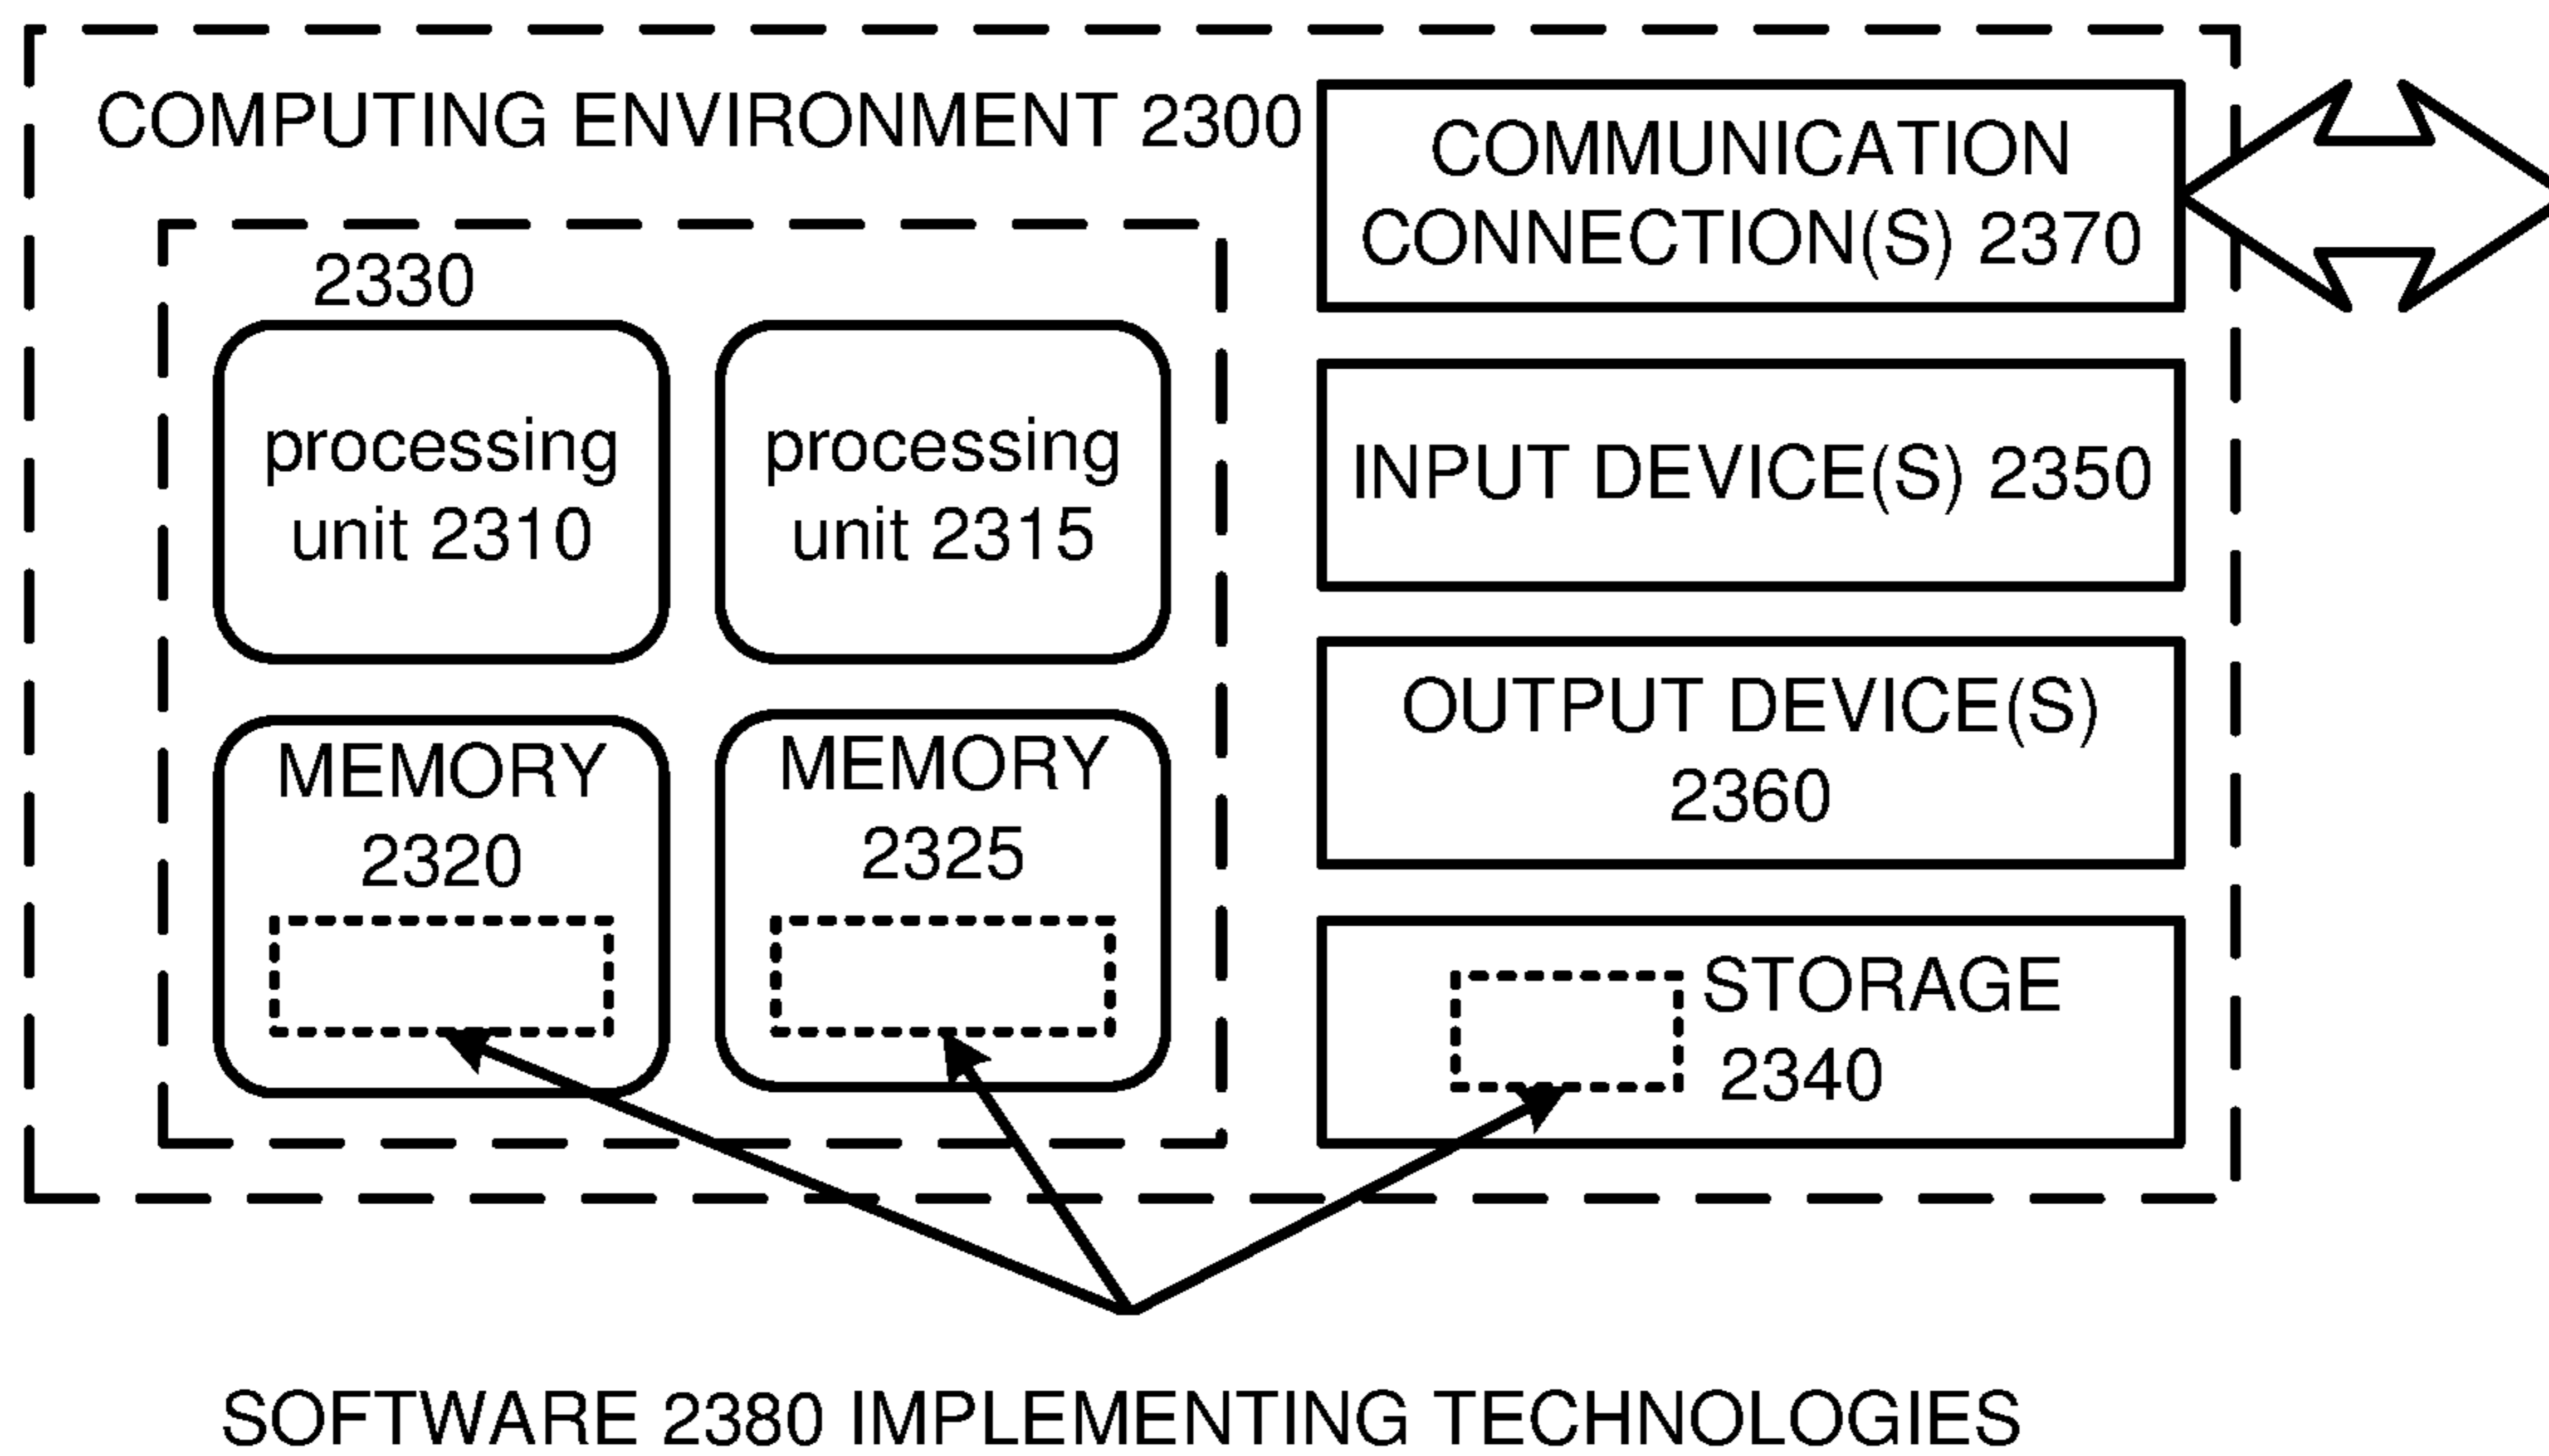 COMPUTING ENVIRONMENT 2300
2330
processing
unit 2310
processing
unit 2315
MEMORY
2320
MEMORY
2325
COMMUNICATION
CONNECTION(S) 2370
INPUT DEVICE(S) 2350
OUTPUT DEVICE(S)
2360
STORAGE
2340
SOFTWARE 2380 IMPLEMENTING TECHNOLOGIES